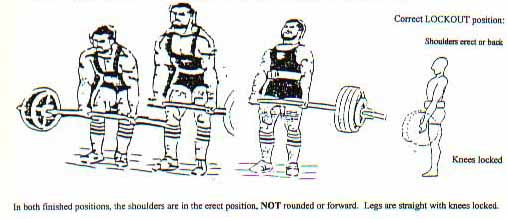 Correct LOCKOUT position:
Shoulders erect or back
Knees locked
In both finished positions, the shoulders are in the erect position, NOT rounded or forward. Legs are straight with knees locked.